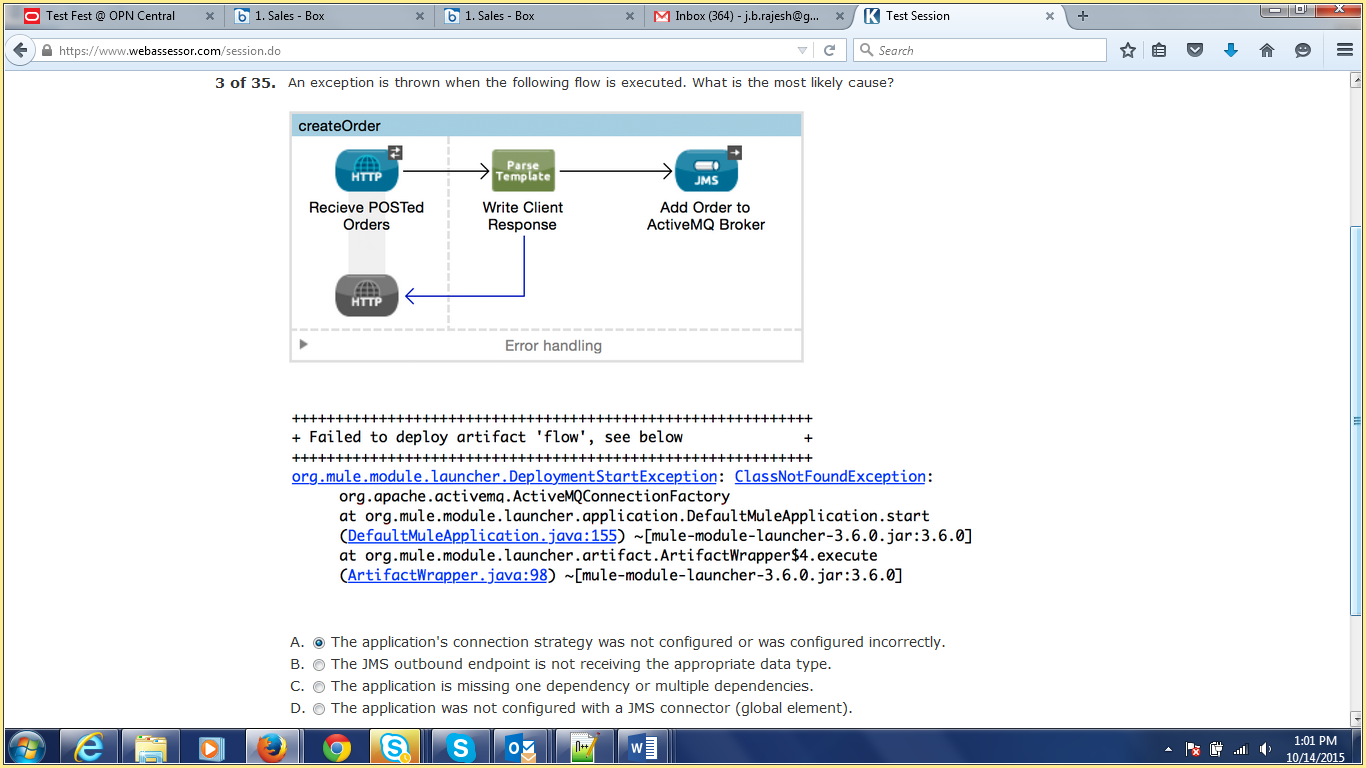 Test Fest @ OPN Central
1. Sales - Box
1. Sales - Box
Inbox (364) - j.b.rajesh@g...
Test Session
https://www.webassessor.com/session.do
Search
3 of 35. An exception is thrown when the following flow is executed. What is the most likely cause?
createOrder
HTTP
Parse
Template
JMS
Recieve POSTed
Orders
Write Client
Response
Add Order to
ActiveMQ Broker
HTTP
Error handling
++++++++++++++++++++++++++++++++++++++++++++++++++++++++++++
+ Failed to deploy artifact 'flow', see below +
++++++++++++++++++++++++++++++++++++++++++++++++++++++++++++
org.mule.module.launcher.DeploymentStartException: ClassNotFoundException:
org.apache.activemq.ActiveMQConnectionFactory
at org.mule.module.launcher.application.DefaultMuleApplication.start
(DefaultMuleApplication.java:155) ~[mule-module-launcher-3.6.0.jar:3.6.0]
at org.mule.module.launcher.artifact.ArtifactWrapper$4.execute
(ArtifactWrapper.java:98) ~[mule-module-launcher-3.6.0.jar:3.6.0]
A. The application's connection strategy was not configured or was configured incorrectly.
B. The JMS outbound endpoint is not receiving the appropriate data type.
C. The application is missing one dependency or multiple dependencies.
D. The application was not configured with a JMS connector (global element).
1:01 PM
10/14/2015